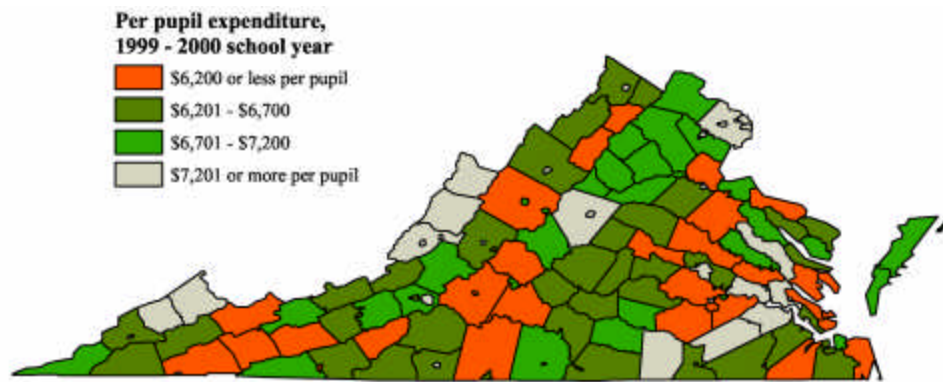 Per pupil expenditure,
1999 - 2000 school year
$6,200 or less per pupil
$6,201 - $6,700
$6,701 - $7,200
$7,201 or more per pupil